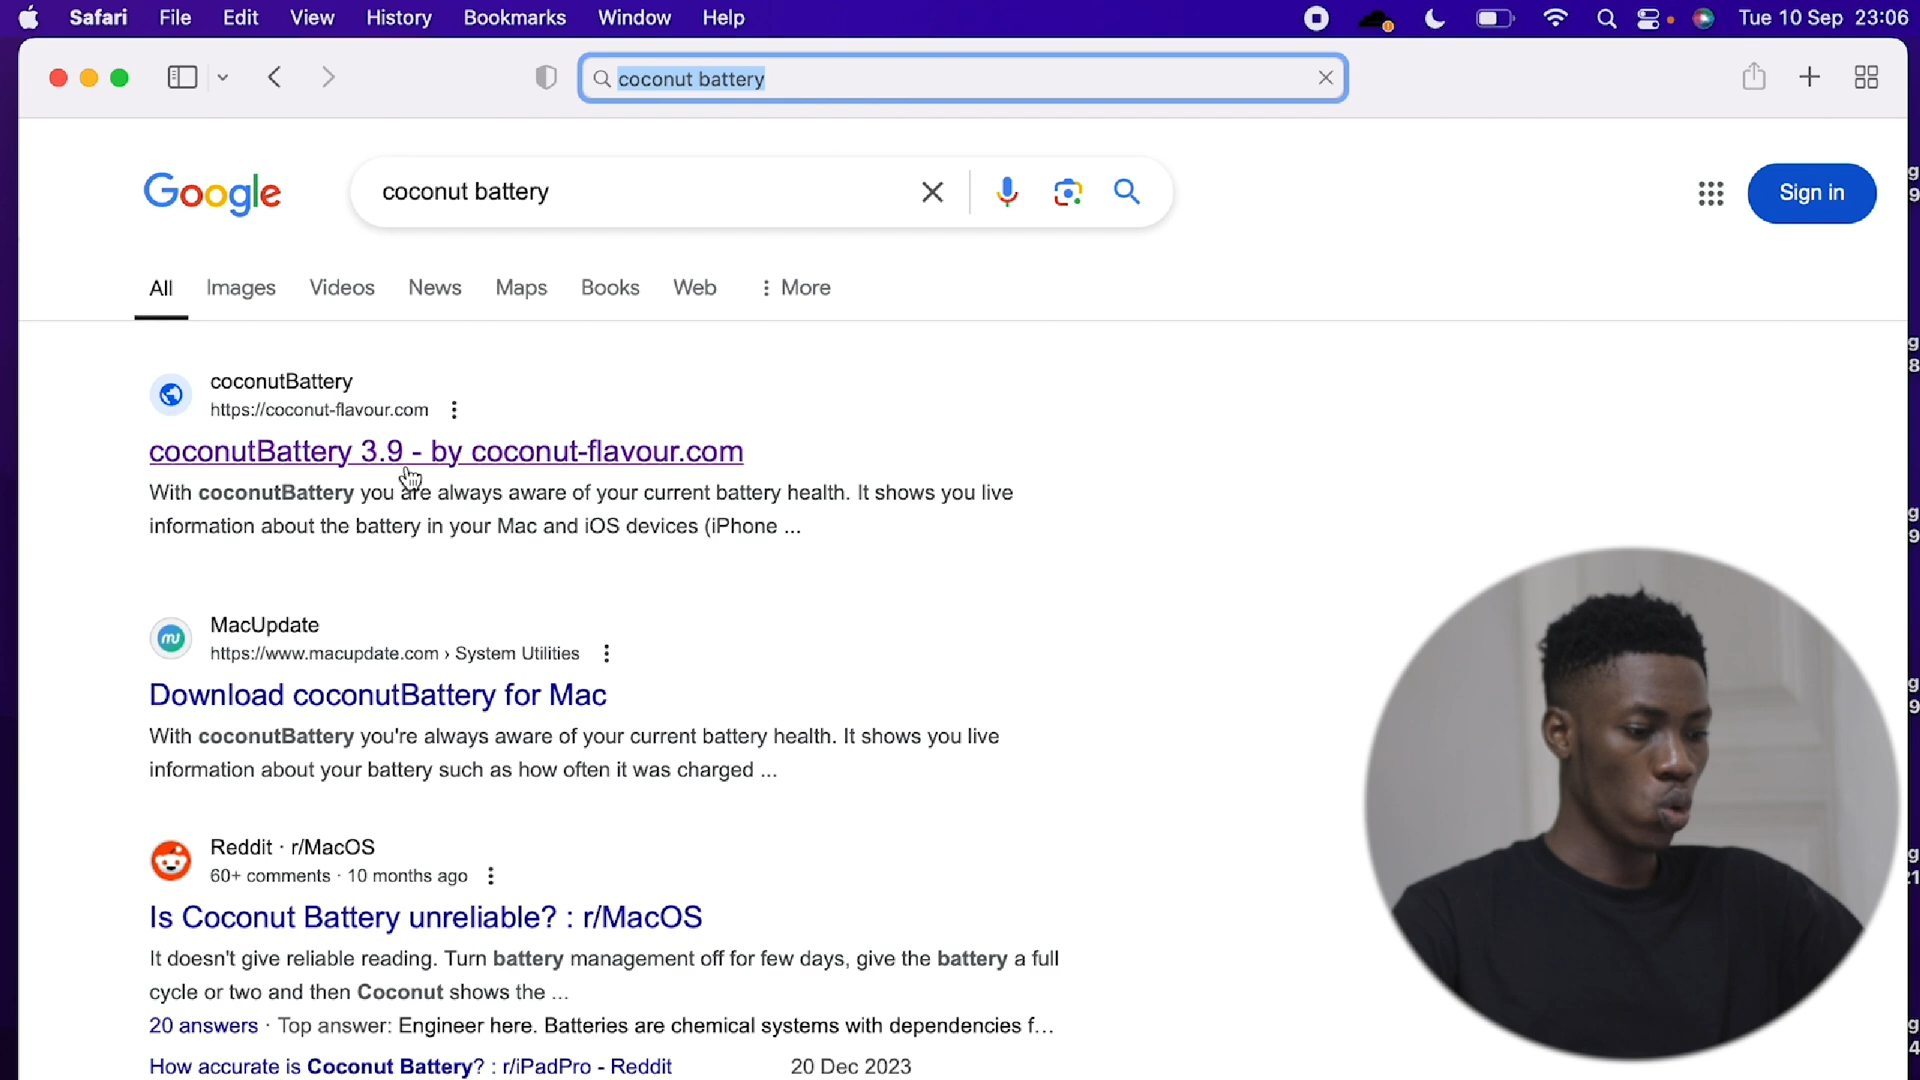 Safari File Edit View History Bookmarks Window Help Tue 10 Sep 23:06
coconut battery
Google coconut battery Sign in
All Images Videos News Maps Books Web More
coconutBattery
https://coconut-flavour.com
coconutBattery 3.9 - by coconut-flavour.com
With coconutBattery you are always aware of your current battery health. It shows you live
information about the battery in your Mac and iOS devices (iPhone ...
MacUpdate
https://www.macupdate.com › System Utilities
Download coconutBattery for Mac
With coconutBattery you're always aware of your current battery health. It shows you live
information about your battery such as how often it was charged ...
Reddit · r/MacOS
60+ comments · 10 months ago
Is Coconut Battery unreliable? : r/MacOS
It doesn't give reliable reading. Turn battery management off for few days, give the battery a full
cycle or two and then Coconut shows the ...
20 answers · Top answer: Engineer here. Batteries are chemical systems with dependencies f...
How accurate is Coconut Battery? : r/iPadPro - Reddit 20 Dec 2023